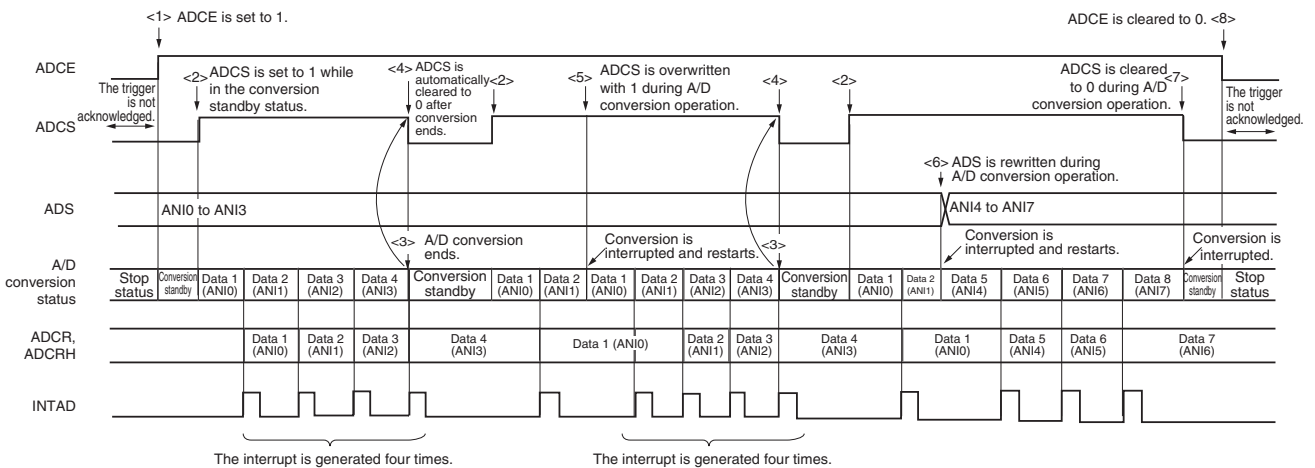 <1> ADCE is set to 1.
ADCE is cleared to 0. <8>
ADCE
The trigger
is not
acknowledged.
<2> ADCS is set to 1 while
in the conversion
standby status.
<4> ADCS is
automatically
cleared to
0 after
conversion
ends.
<2>
<5> ADCS is overwritten
with 1 during A/D
conversion operation.
<4>
<2>
ADCS is cleared
to 0 during A/D
conversion operation.
<7>
The trigger
is not
acknowledged.
ADCS
<6> ADS is rewritten during
A/D conversion operation.
ADS
ANI0 to ANI3
ANI4 to ANI7
<3> A/D conversion
ends.
Conversion is
interrupted and restarts.
<3>
Conversion is
interrupted and restarts.
Conversion is
interrupted.
A/D
conversion
status
Stop
status
Conversion
standby
Data 1
(ANI0)
Data 2
(ANI1)
Data 3
(ANI2)
Data 4
(ANI3)
Conversion
standby
Data 1
(ANI0)
Data 2
(ANI1)
Data 1
(ANI0)
Data 2
(ANI1)
Data 3
(ANI2)
Data 4
(ANI3)
Conversion
standby
Data 1
(ANI0)
Data 2
(ANI1)
Data 5
(ANI4)
Data 6
(ANI5)
Data 7
(ANI6)
Data 8
(ANI7)
Conversion
standby
Stop
status
ADCR,
ADCRH
Data 1
(ANI0)
Data 2
(ANI1)
Data 3
(ANI2)
Data 4
(ANI3)
Data 1 (ANI0)
Data 2
(ANI1)
Data 3
(ANI2)
Data 4
(ANI3)
Data 1
(ANI0)
Data 5
(ANI4)
Data 6
(ANI5)
Data 7
(ANI6)
INTAD
The interrupt is generated four times.
The interrupt is generated four times.